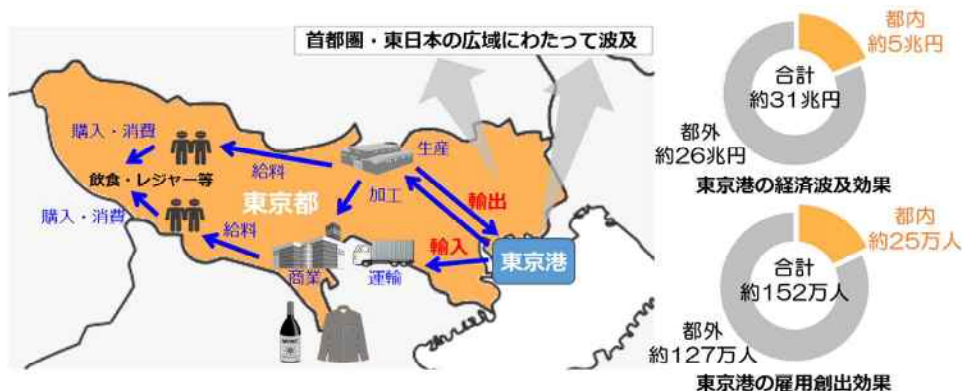 首都圏・東日本の広域にわたって波及
購入・消費
給料
生産
飲食・レジャー等
東京都
加工
輸出
購入・消費
給料
輸入
東京港
商業
運輸
都内
約5兆円
合計
約31兆円
都外
約26兆円
東京港の経済波及効果
都内
約25万人
合計
約152万人
都外
約127万人
東京港の雇用創出効果